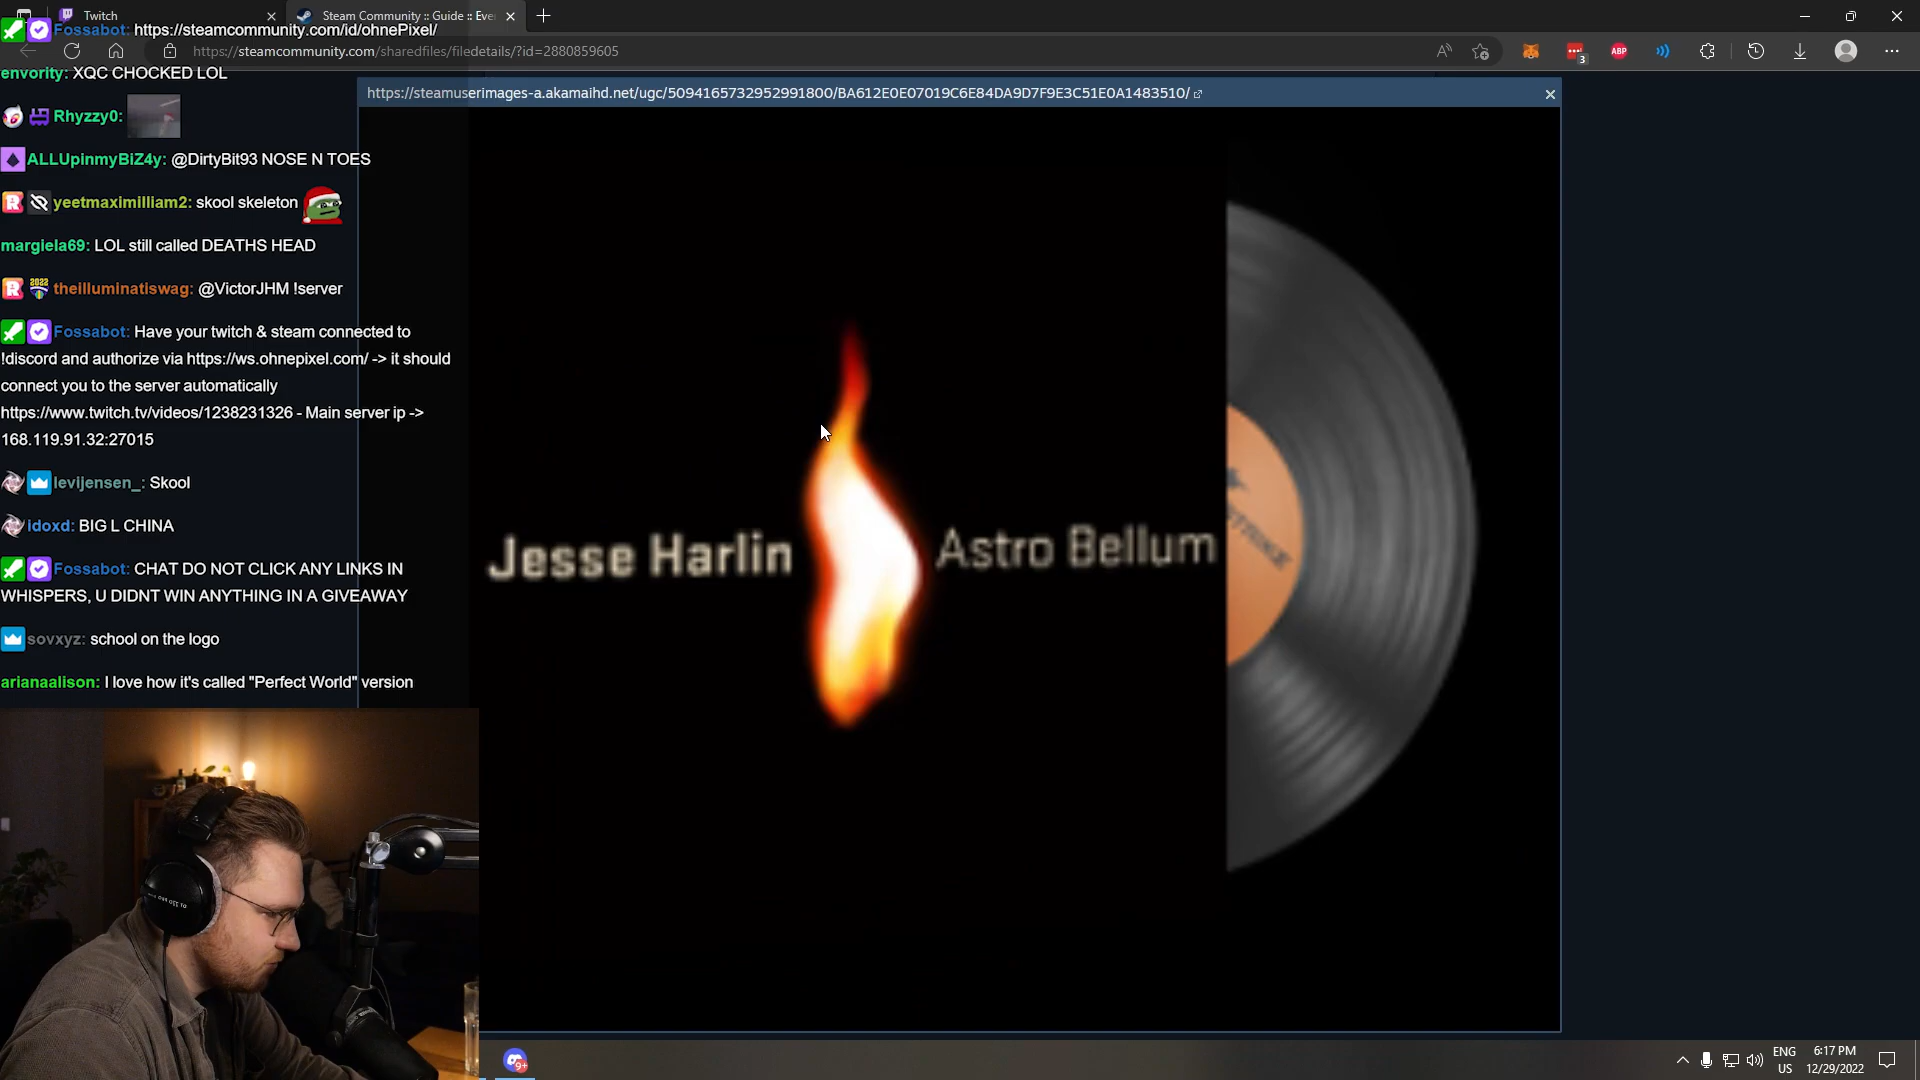 Twitch
Steam Community :: Guide :: Eve
Fossabot: https://steamcommunity.com/id/ohnePixel/
https://steamcommunity.com/sharedfiles/filedetails/?id=2880859605
ABP
3
envority: XQC CHOCKED LOL
https://steamuserimages-a.akamaihd.net/ugc/5094165732952991800/BA612E0E07019C6E84DA9D7F9E3C51E0A1483510/
Rhyzzy0:
ALLUpinmyBiZ4y: @DirtyBit93 NOSE N TOES
yeetmaximilliam2: skool skeleton
margiela69: LOL still called DEATHS HEAD
2022
theilluminatiswag: @VictorJHM !server
Fossabot: Have your twitch & steam connected to
!discord and authorize via https://ws.ohnepixel.com/ -> it should
connect you to the server automatically
https://www.twitch.tv/videos/1238231326 - Main server ip ->
168.119.91.32:27015
levijensen_: Skool
idoxd: BIG L CHINA
Fossabot: CHAT DO NOT CLICK ANY LINKS IN
WHISPERS, U DIDNT WIN ANYTHING IN A GIVEAWAY
sovxyz: school on the logo
arianaalison: I love how it's called "Perfect World" version
Jesse Harlin
Astro Bellum
9+
ENG
US
6:17 PM
12/29/2022